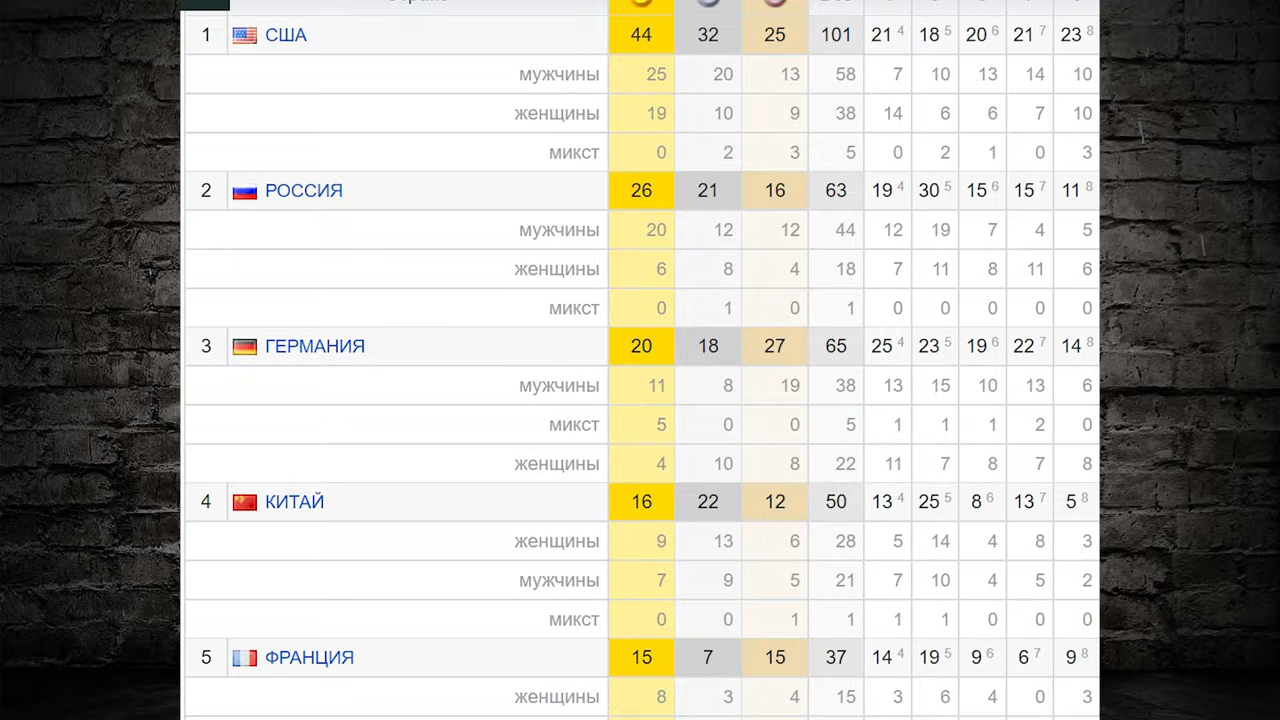 1 США 44 32 25 101 21 4 18 5 20 6 21 7 23 8
мужчины 25 20 13 58 7 10 13 14 10
женщины 19 10 9 38 14 6 6 7 10
микст 0 2 3 5 0 2 1 0 3
2 РОССИЯ 26 21 16 63 19 4 30 5 15 6 15 7 11 8
мужчины 20 12 12 44 12 19 7 4 5
женщины 6 8 4 18 7 11 8 11 6
микст 0 1 0 1 0 0 0 0 0
3 ГЕРМАНИЯ 20 18 27 65 25 4 23 5 19 6 22 7 14 8
мужчины 11 8 19 38 13 15 10 13 6
микст 5 0 0 5 1 1 1 2 0
женщины 4 10 8 22 11 7 8 7 8
4 КИТАЙ 16 22 12 50 13 4 25 5 8 6 13 7 5 8
женщины 9 13 6 28 5 14 4 8 3
мужчины 7 9 5 21 7 10 4 5 2
микст 0 0 1 1 1 1 0 0 0
5 ФРАНЦИЯ 15 7 15 37 14 4 19 5 9 6 6 7 9 8
женщины 8 3 4 15 3 6 4 0 3